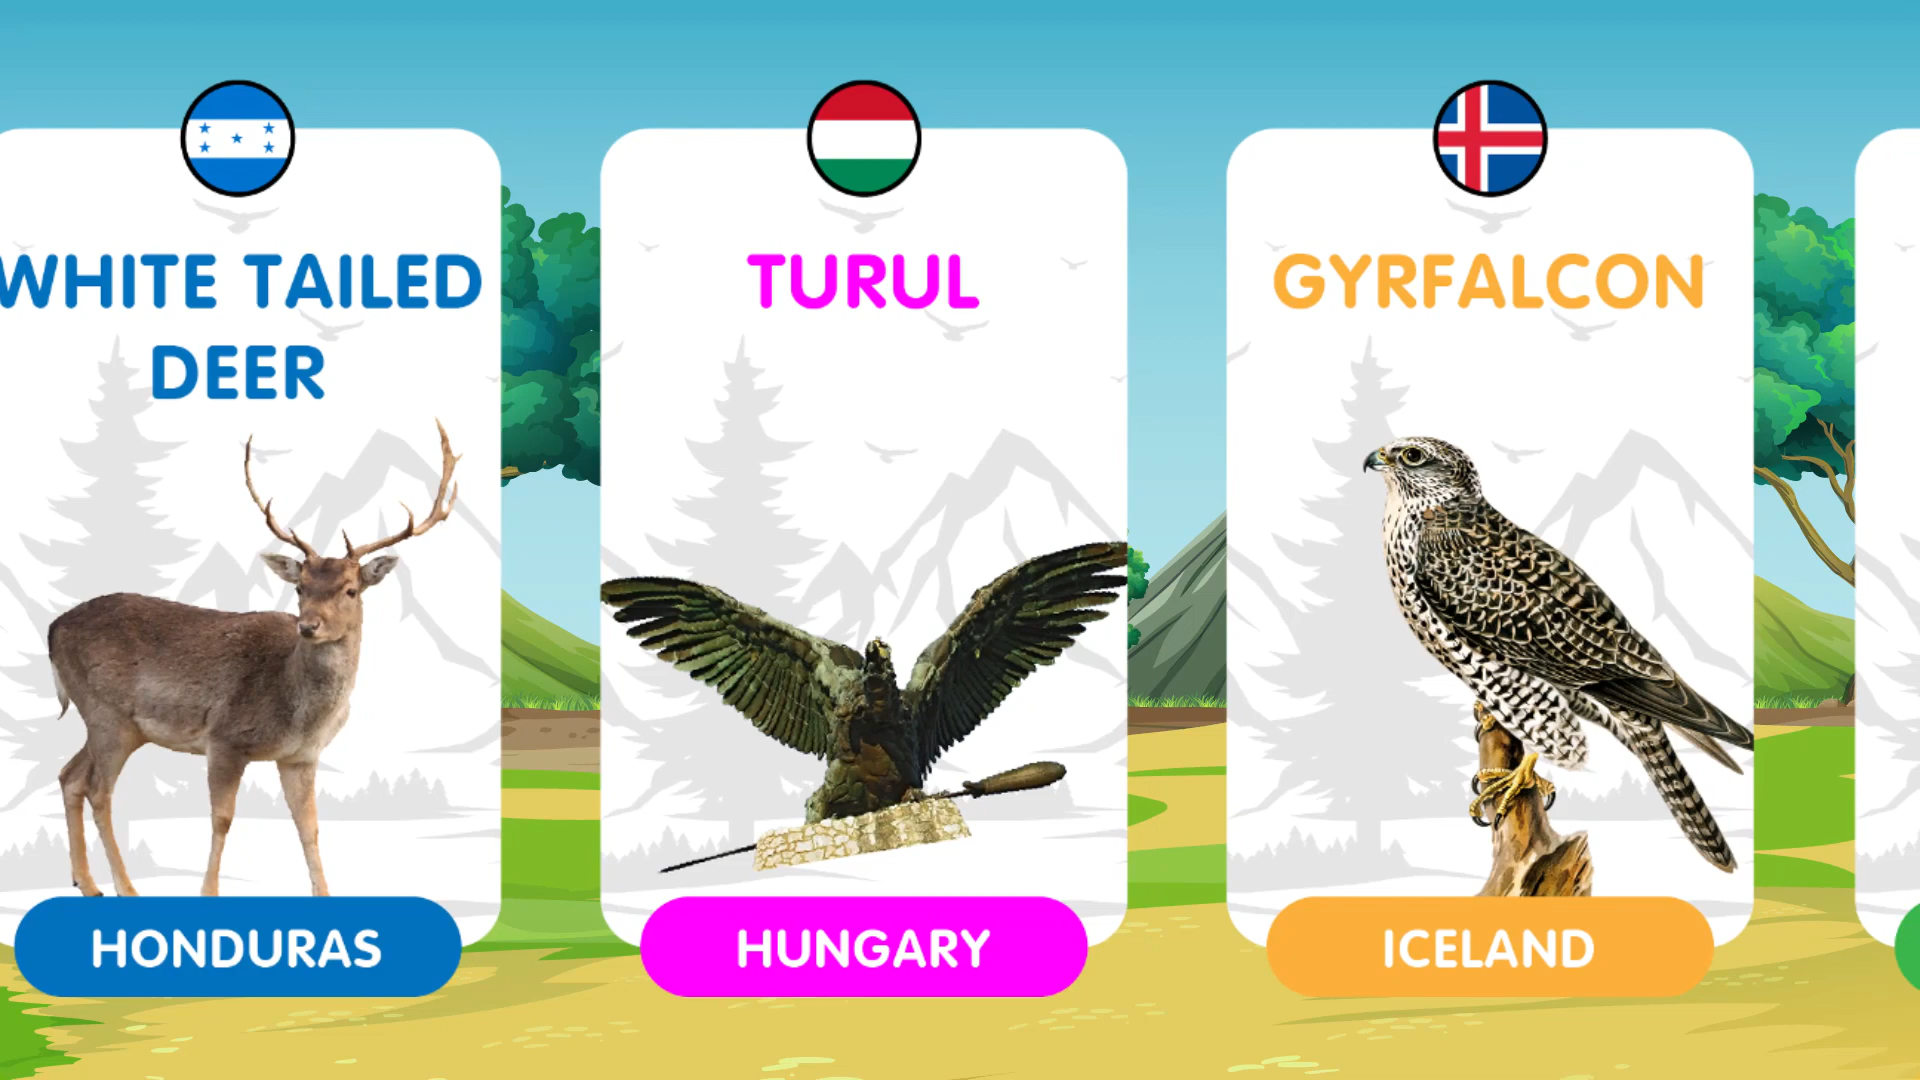 WHITE TAILED
DEER
HONDURAS
TURUL
HUNGARY
GYRFALCON
ICELAND